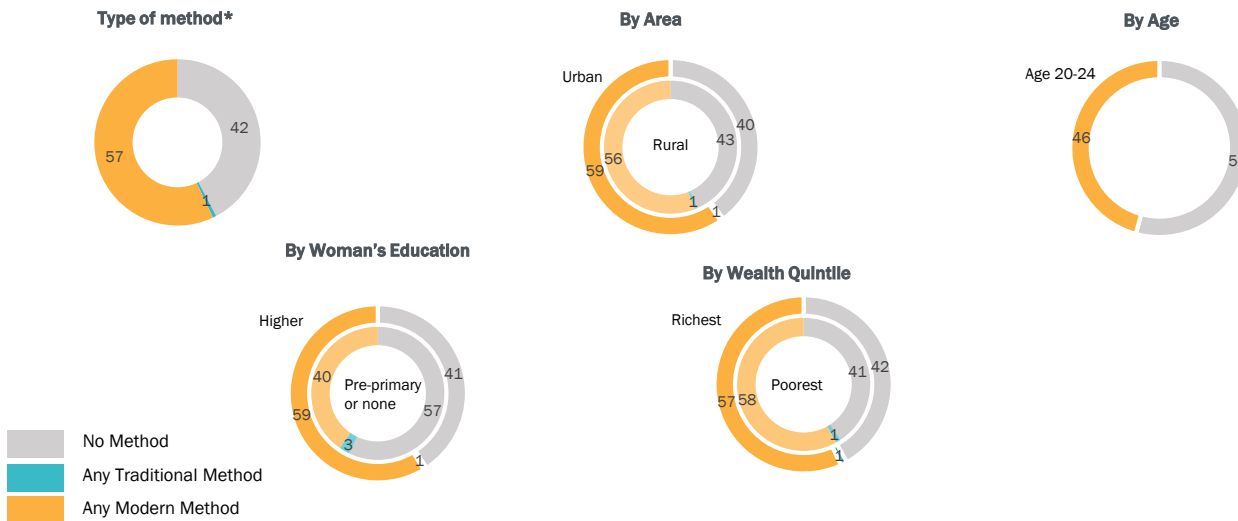 Type of method*
42
57
1
By Area
Urban
Rural
40
43
56
59
1
1
By Age
Age 20-24
46
5
By Woman's Education
Higher
Pre-primary
or none
41
40
57
59
3
1
By Wealth Quintile
Richest
Poorest
42
41
57
58
1
1
No Method
Any Traditional Method
Any Modern Method